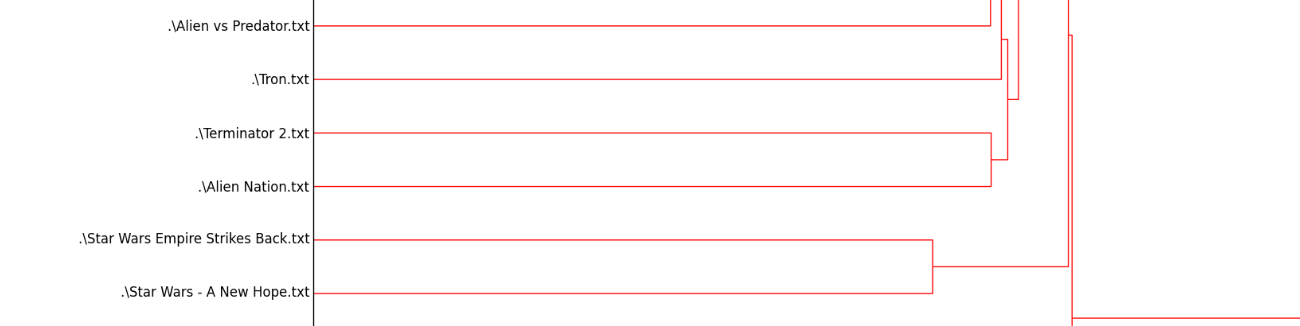 .\Alien vs Predator.txt
.\Tron.txt
.\Terminator 2.txt
.\Alien Nation.txt
.\Star Wars Empire Strikes Back.txt
.\Star Wars - A New Hope.txt